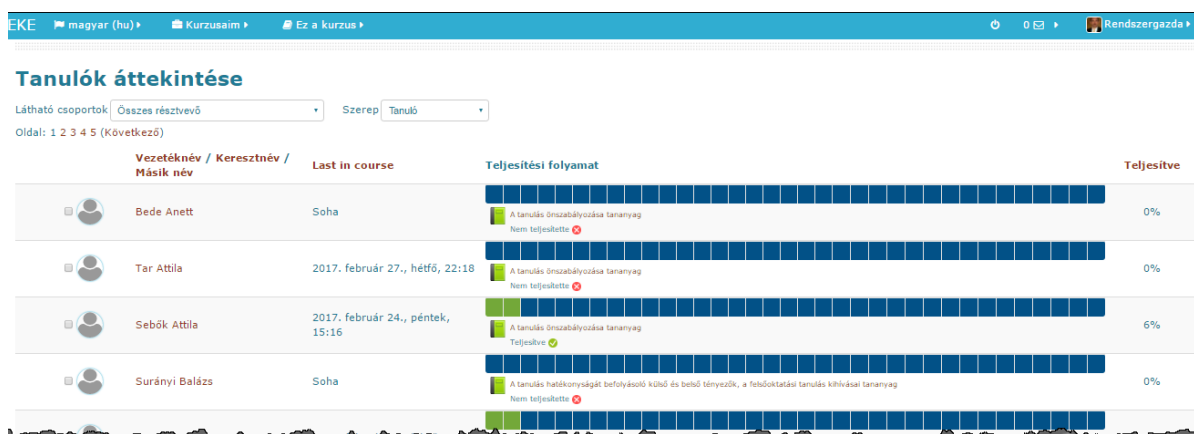 EKE magyar (hu) Kurzusaim Ez a kurzus 0 Rendszergazda
Tanulók áttekintése
Látható csoportok Összes résztvevő Szerep Tanuló
Oldal: 1 2 3 4 5 (Következő)
Vezetéknév / Keresztnév / Másik név Last in course Teljesítési folyamat Teljesítve
Bede Anett Soha 0%
A tanulás önszabályozása tananyag
Nem teljesítette
Tar Attila 2017. február 27., hétfő, 22:18 0%
A tanulás önszabályozása tananyag
Nem teljesítette
Sebők Attila 2017. február 24., péntek, 15:16 6%
A tanulás önszabályozása tananyag
Teljesítve
Surányi Balázs Soha 0%
A tanulás hatékonyságát befolyásoló külső és belső tényezők, a felsőoktatási tanulás kihívásai tananyag
Nem teljesítette